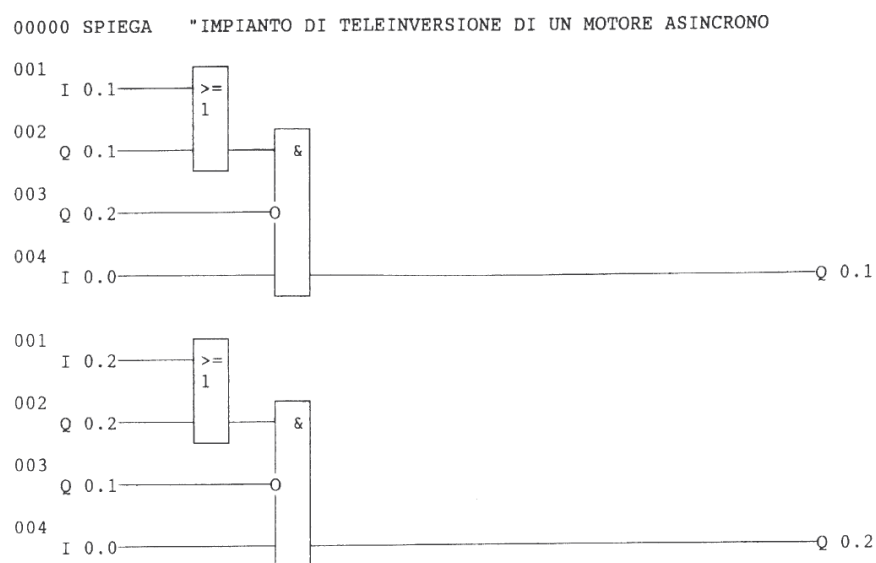 00000 SPIEGA "IMPIANTO DI TELEINVERSIONE DI UN MOTORE ASINCRONO
001
I 0.1 >=
1
002
Q 0.1 &
003
Q 0.2
004
I 0.0 Q 0.1
001
I 0.2 >=
1
002
Q 0.2 &
003
Q 0.1
004
I 0.0 Q 0.2